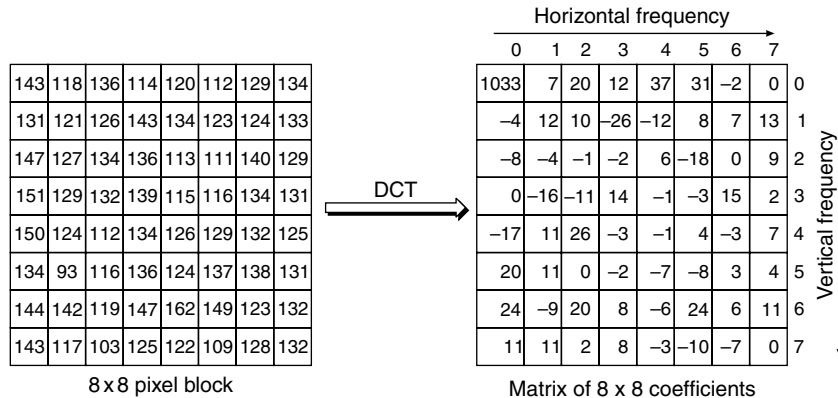 Horizontal frequency
0 1 2 3 4 5 6 7
143 118 136 114 120 112 129 134 1033 7 20 12 37 31 –2 0 0
131 121 126 143 134 123 124 133 –4 12 10 –26 –12 8 7 13 1
147 127 134 136 113 111 140 129 –8 –4 –1 –2 6 –18 0 9 2
151 129 132 139 115 116 134 131 0 –16 –11 14 –1 –3 15 2 3
DCT
150 124 112 134 126 129 132 125 –17 11 26 –3 –1 4 –3 7 4
134 93 116 136 124 137 138 131 20 11 0 –2 –7 –8 3 4 5
144 142 119 147 162 149 123 132 24 –9 20 8 –6 24 6 11 6
143 117 103 125 122 109 128 132 11 11 2 8 –3 –10 –7 0 7
Vertical frequency
8 x 8 pixel block
Matrix of 8 x 8 coefficients